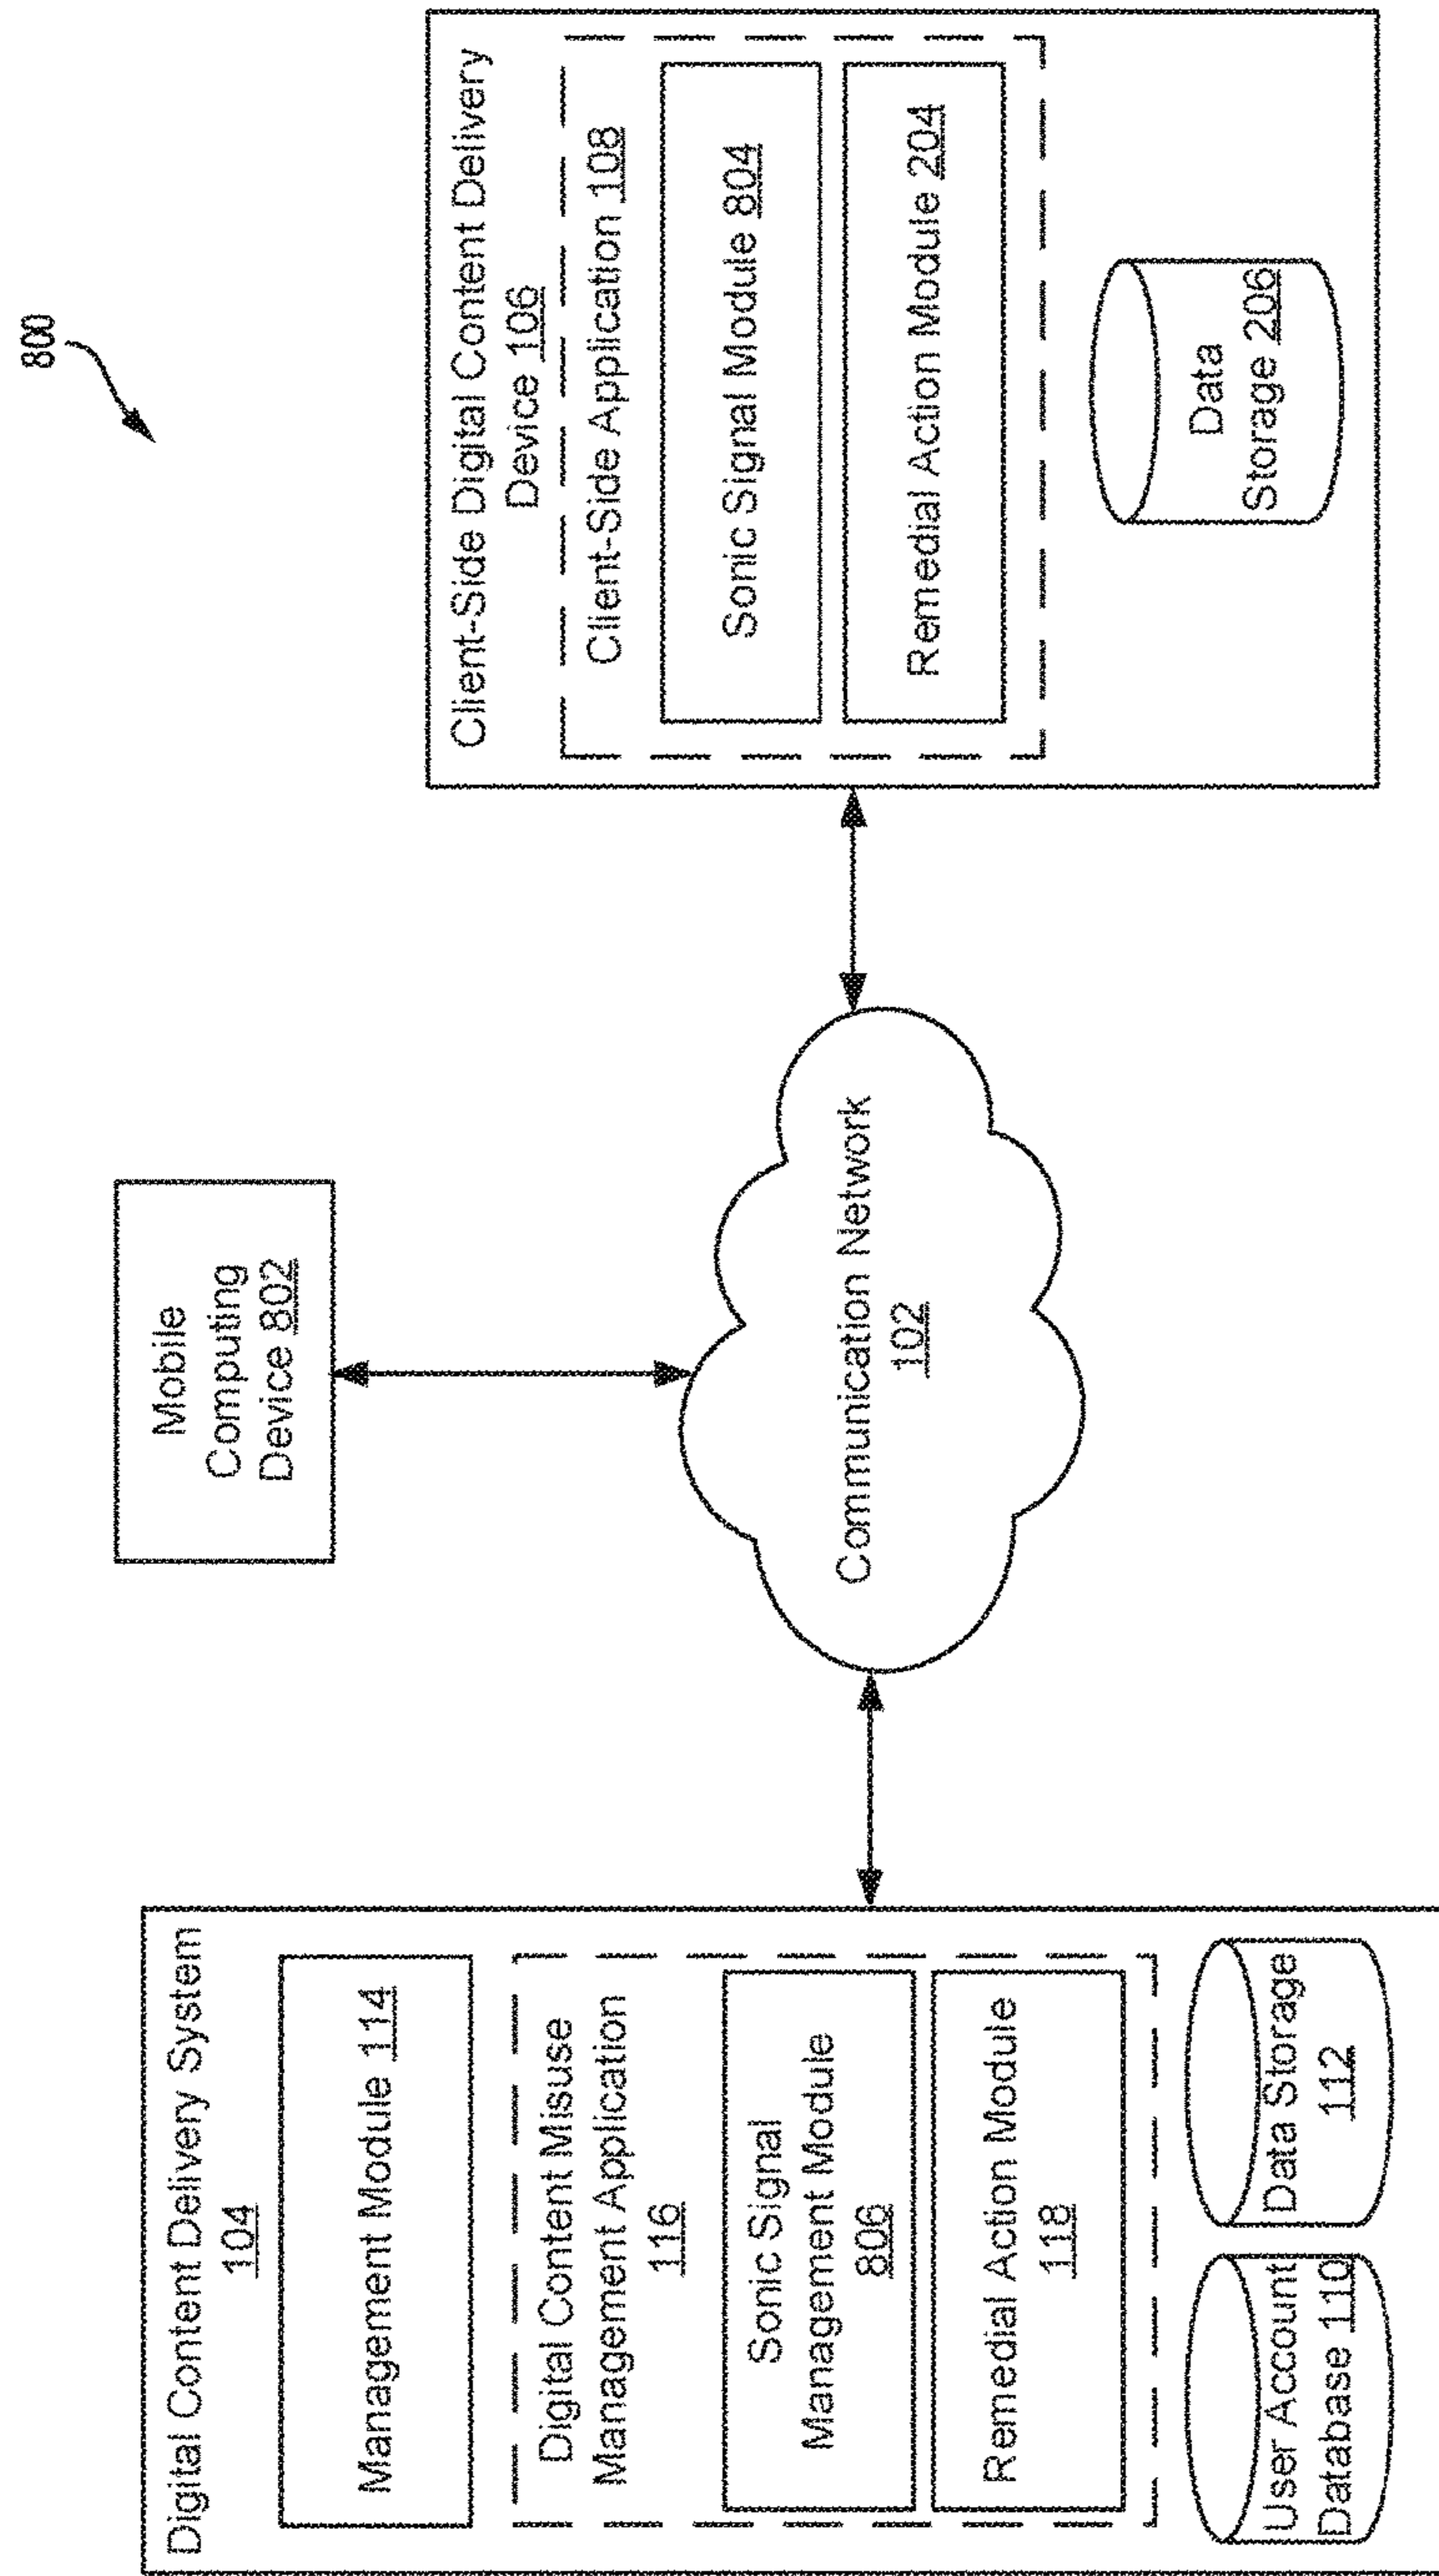 800
Digital Content Delivery System
104
Management Module 114
Digital Content Misuse
Management Application
116
Sonic Signal
Management Module
806
Remedial Action Module
118
User Account
Database 110
Data Storage
112
Mobile
Computing
Device 802
Communication Network
102
Client-Side Digital Content Delivery
Device 106
Client-Side Application 108
Sonic Signal Module 804
Remedial Action Module 204
Data
Storage 206